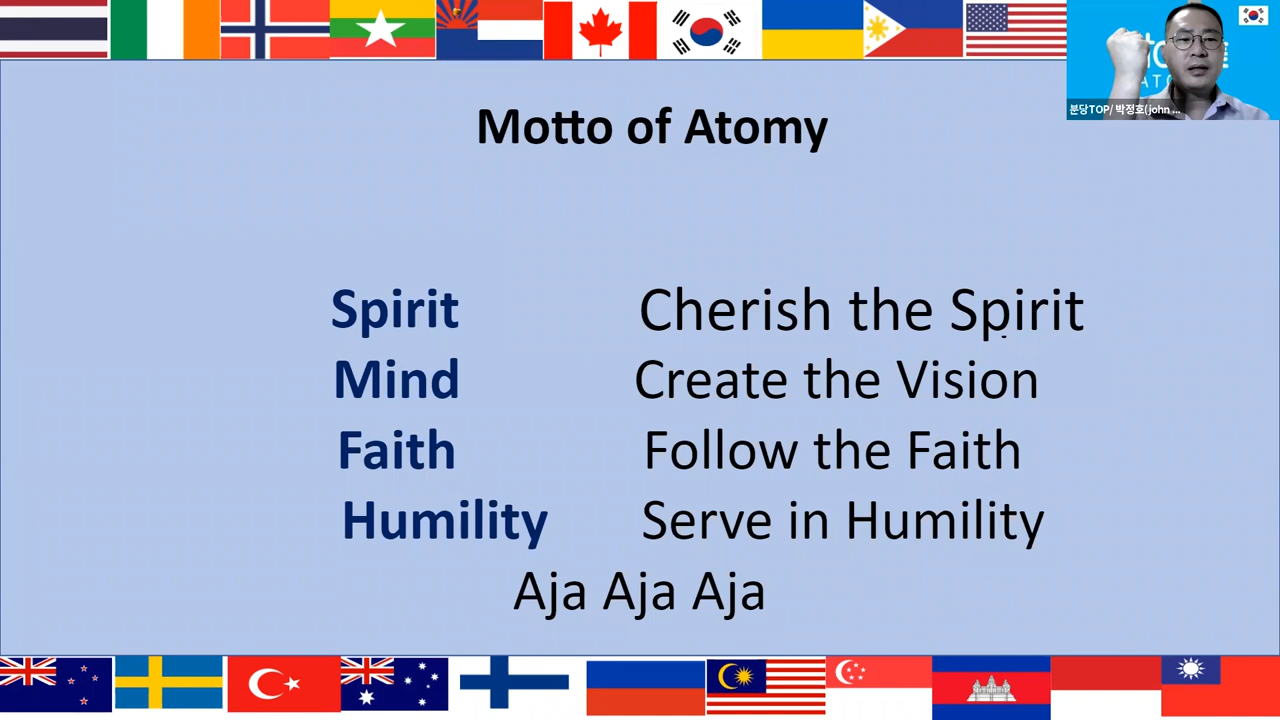 Motto of Atomy
분당TOP/ 박정호(john ...
Spirit Cherish the Spirit
Mind Create the Vision
Faith Follow the Faith
Humility Serve in Humility
Aja Aja Aja